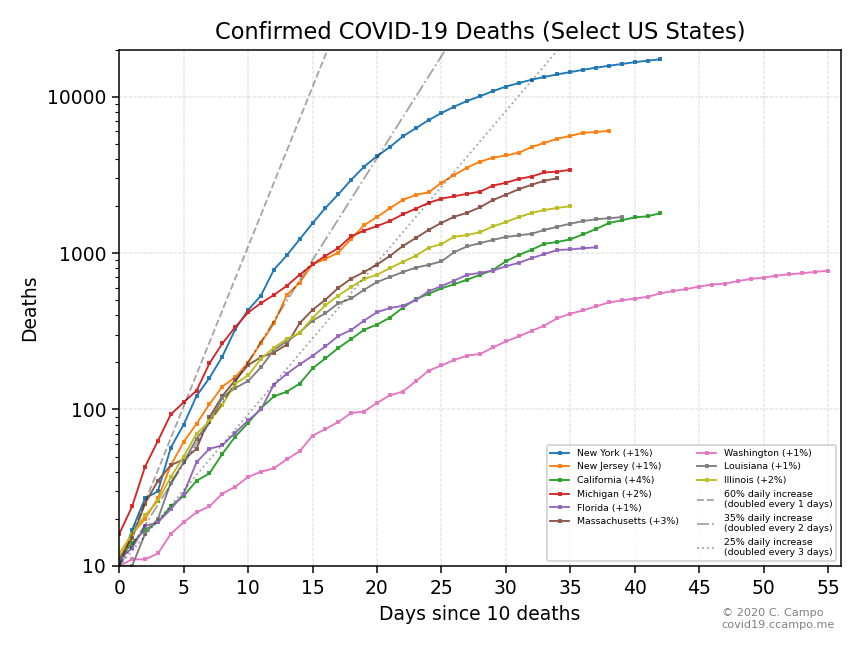 Confirmed COVID-19 Deaths (Select US States)
Deaths
10000
1000
100
10
0 5 10 15 20 25 30 35 40 45 50 55
Days since 10 deaths
New York (+1%)
New Jersey (+1%)
California (+4%)
Michigan (+2%)
Florida (+1%)
Massachusetts (+3%)
Washington (+1%)
Louisiana (+1%)
Illinois (+2%)
60% daily increase
(doubled every 1 days)
35% daily increase
(doubled every 2 days)
25% daily increase
(doubled every 3 days)
© 2020 C. Campo
covid19.ccampo.me